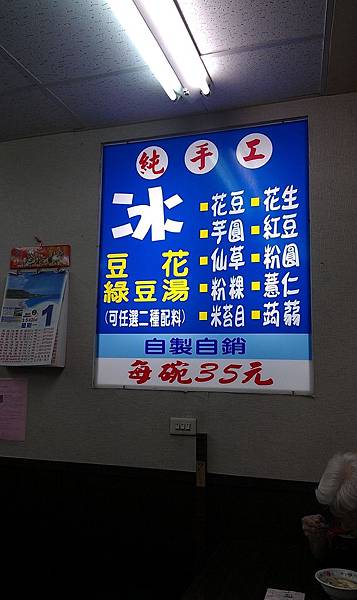 純手工
冰
豆花
綠豆湯
(可任選二種配料)
花豆 花生
芋圓 紅豆
仙草 粉圓
粉粿 薏仁
米苔目 蒟蒻
自製自銷
每碗35元
1